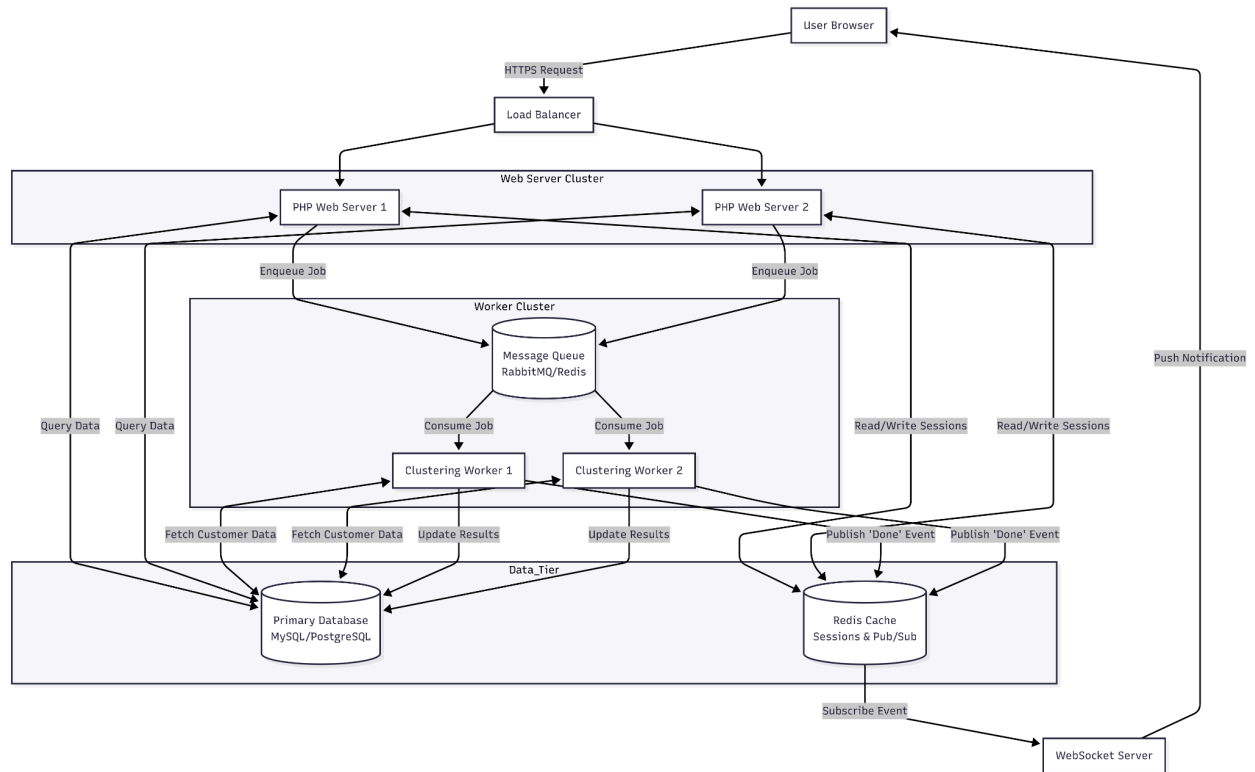 User Browser
HTTPS Request
Load Balancer
Web Server Cluster
PHP Web Server 1
PHP Web Server 2
Enqueue Job
Enqueue Job
Worker Cluster
Message Queue
RabbitMQ/Redis
Push Notification
Query Data
Query Data
Consume Job
Consume Job
Read/Write Sessions
Read/Write Sessions
Clustering Worker 1
Clustering Worker 2
Fetch Customer Data
Fetch Customer Data
Update Results
Update Results
Publish 'Done' Event
Publish 'Done' Event
Data_Tier
Primary Database
MySQL/PostgreSQL
Redis Cache
Sessions & Pub/Sub
Subscribe Event
WebSocket Server